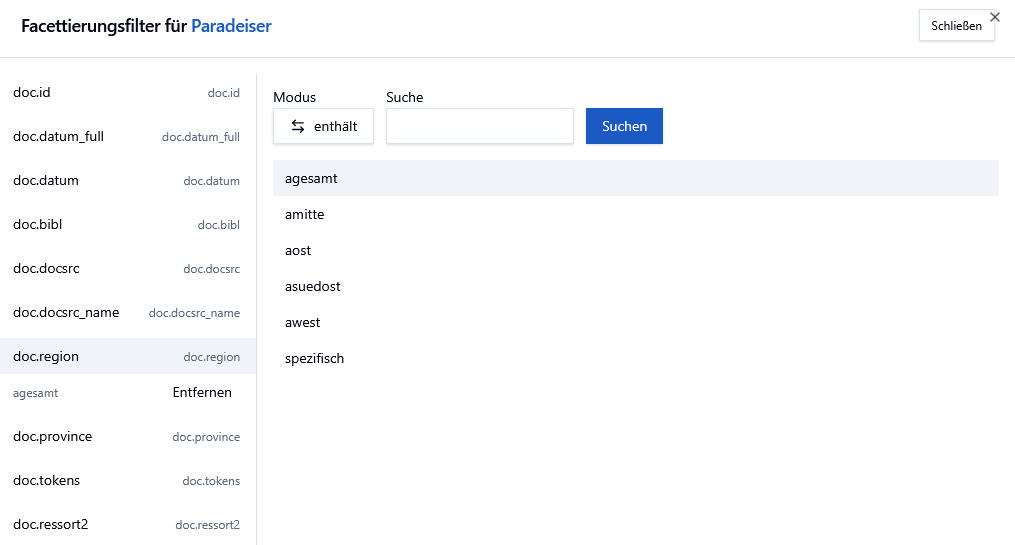 Facettierungsfilter für Paradeiser
Schließen
doc.id doc.id
doc.datum_full doc.datum_full
doc.datum doc.datum
doc.bibl doc.bibl
doc.docsrc doc.docsrc
doc.docsrc_name doc.docsrc_name
doc.region doc.region
agesamt Entfernen
doc.province doc.province
doc.tokens doc.tokens
doc.ressort2 doc.ressort2
Modus Suche
enthält Suchen
agesamt
amitte
aost
asuedost
awest
spezifisch